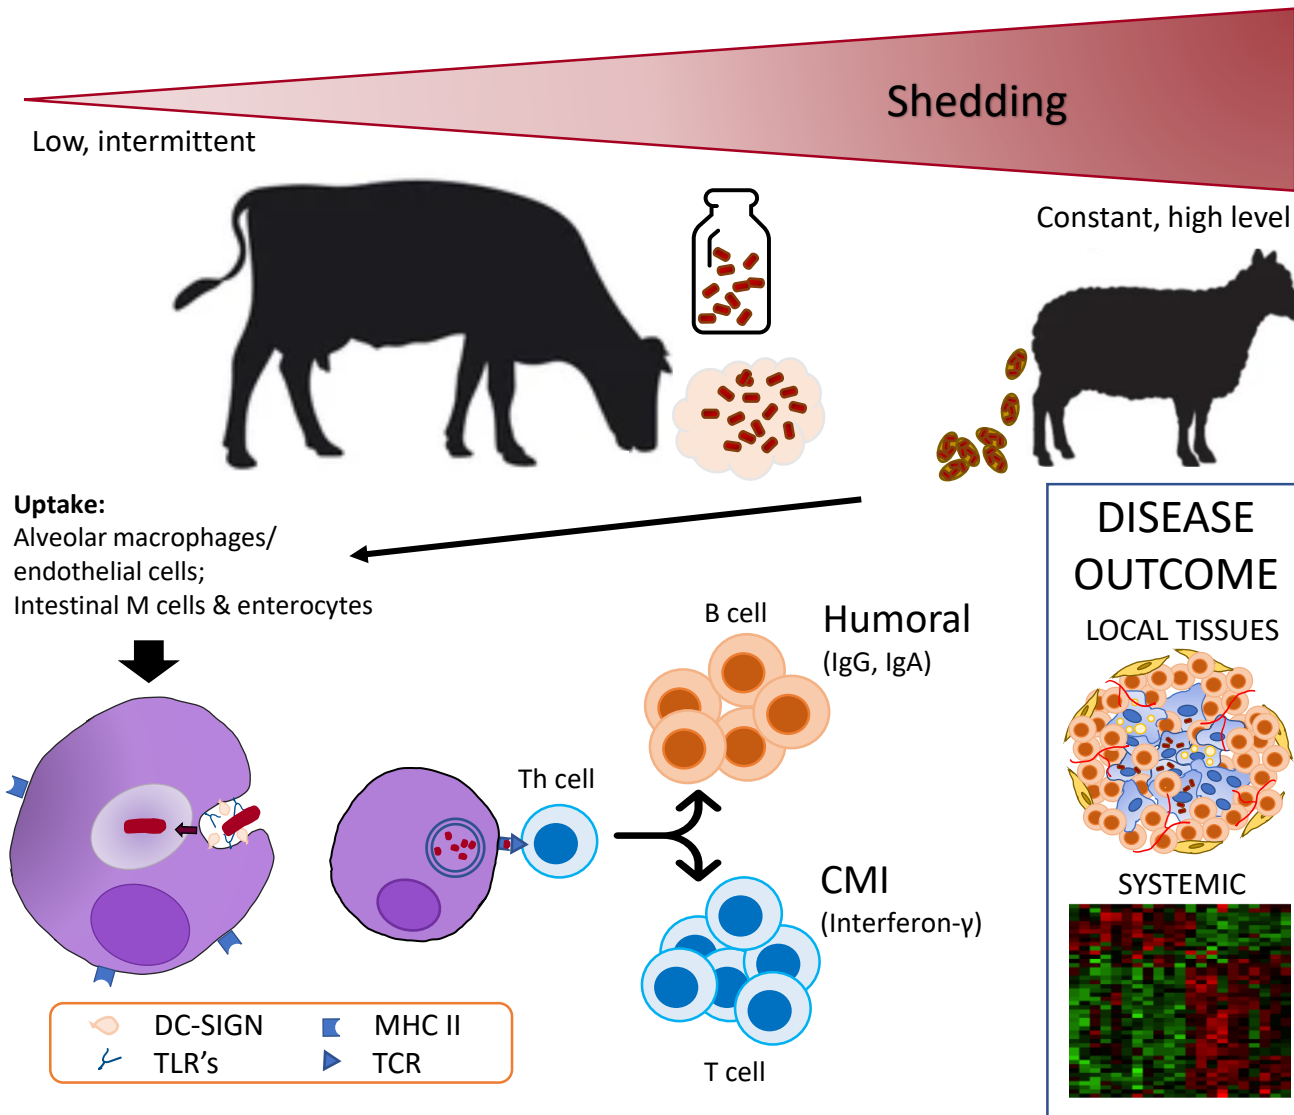 Shedding
Low, intermittent
Constant, high level
Uptake:
Alveolar macrophages/
endothelial cells;
Intestinal M cells & enterocytes
DISEASE
OUTCOME
LOCAL TISSUES
B cell
Humoral
(IgG, IgA)
Th cell
CMI
(Interferon-γ)
T cell
SYSTEMIC
DC-SIGN
MHC II
TLR's
TCR